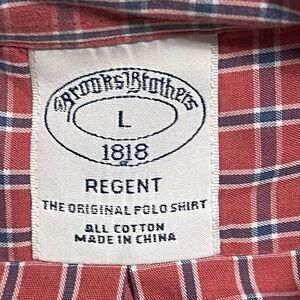 Brooks Brothers
L
1818
REGENT
THE ORIGINAL POLO SHIRT
ALL COTTON
MADE IN CHINA